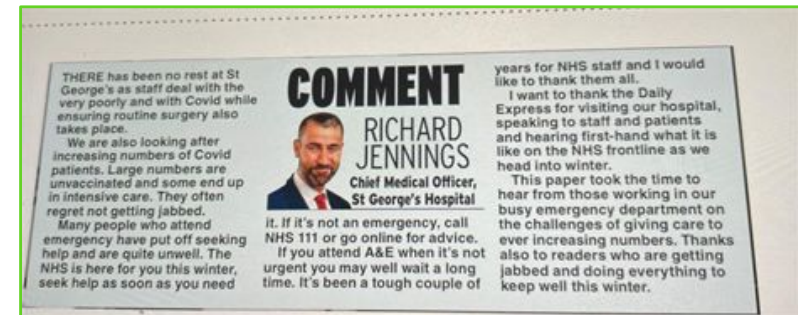 THERE has been no rest at St
George's as staff deal with the
very poorly and with Covid while
ensuring routine surgery also
takes place.
We are also looking after
increasing numbers of Covid
patients. Large numbers are
unvaccinated and some end up
in intensive care. They often
regret not getting jabbed.
Many people who attend
emergency have put off seeking
help and are quite unwell. The
NHS is here for you this winter,
seek help as soon as you need
COMMENT
RICHARD
JENNINGS
Chief Medical Officer,
St George's Hospital
it. If it's not an emergency, call
NHS 111 or go online for advice.
If you attend A&E when it's not
urgent you may well wait a long
time. It's been a tough couple of
years for NHS staff and I would
like to thank them all.
I want to thank the Daily
Express for visiting our hospital,
speaking to staff and patients
and hearing first-hand what it is
like on the NHS frontline as we
head into winter.
This paper took the time to
hear from those working in our
busy emergency department on
the challenges of giving care to
ever increasing numbers. Thanks
also to readers who are getting
jabbed and doing everything to
keep well this winter.